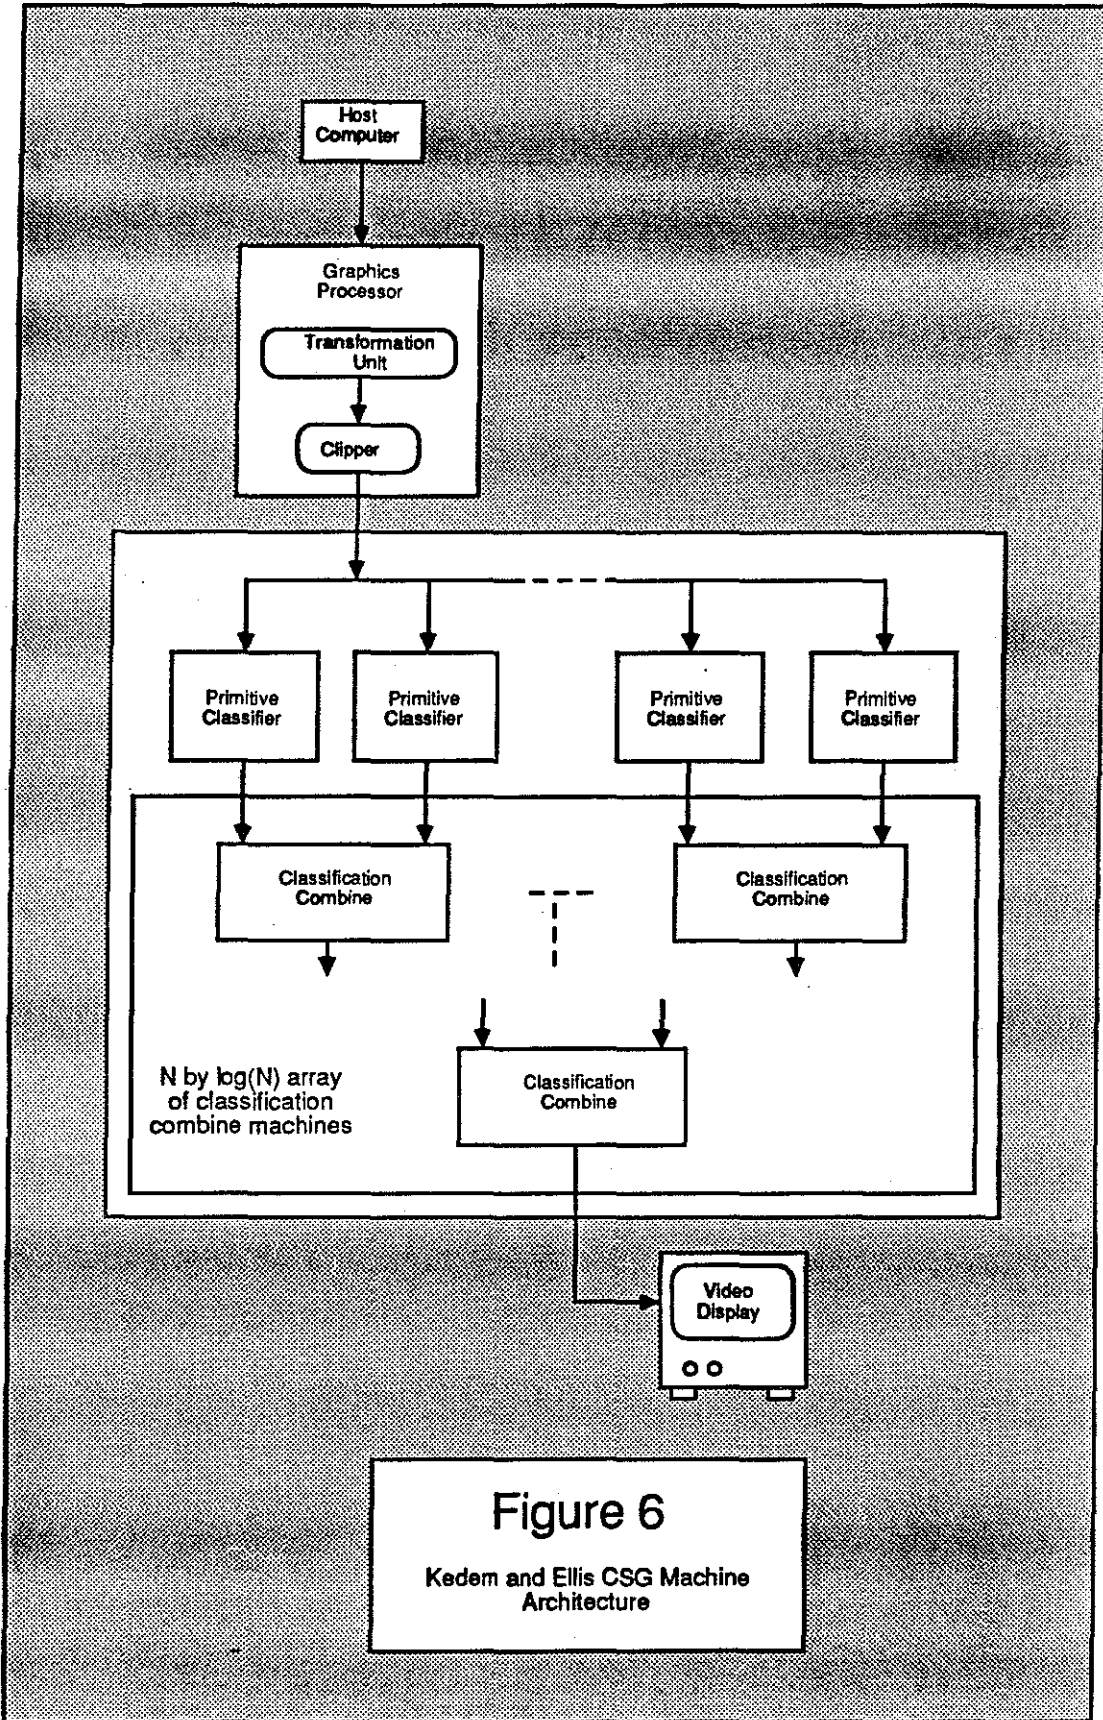 Host
Computer
Graphics
Processor
Transformation
Unit
Clipper
Primitive
Classifier
Primitive
Classifier
Primitive
Classifier
Primitive
Classifier
Classification
Combine
Classification
Combine
Classification
Combine
N by log(N) array
of classification
combine machines
Video
Display
Figure 6
Kedem and Ellis CSG Machine
Architecture